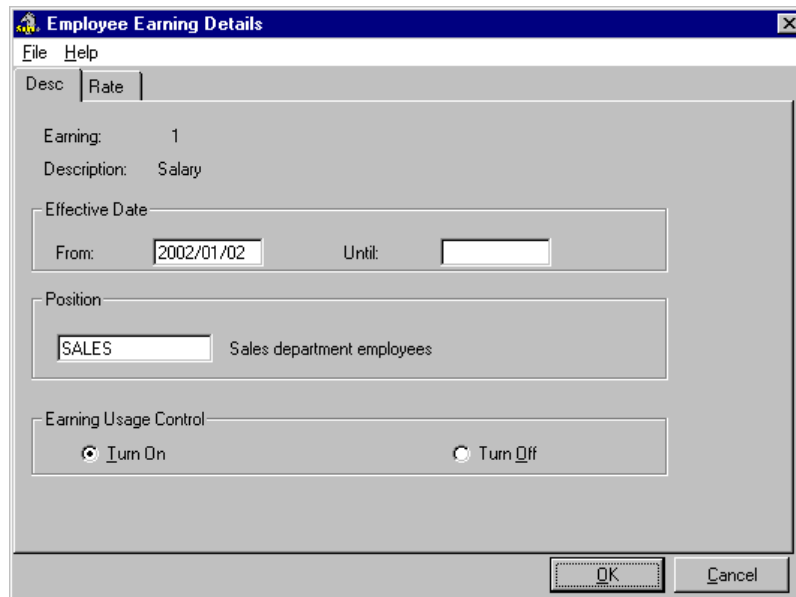 Employee Earning Details
File Help
Desc Rate
Earning: 1
Description: Salary
Effective Date
From: 2002/01/02 Until:
Position
SALES Sales department employees
Earning Usage Control
Turn On Turn Off
OK Cancel